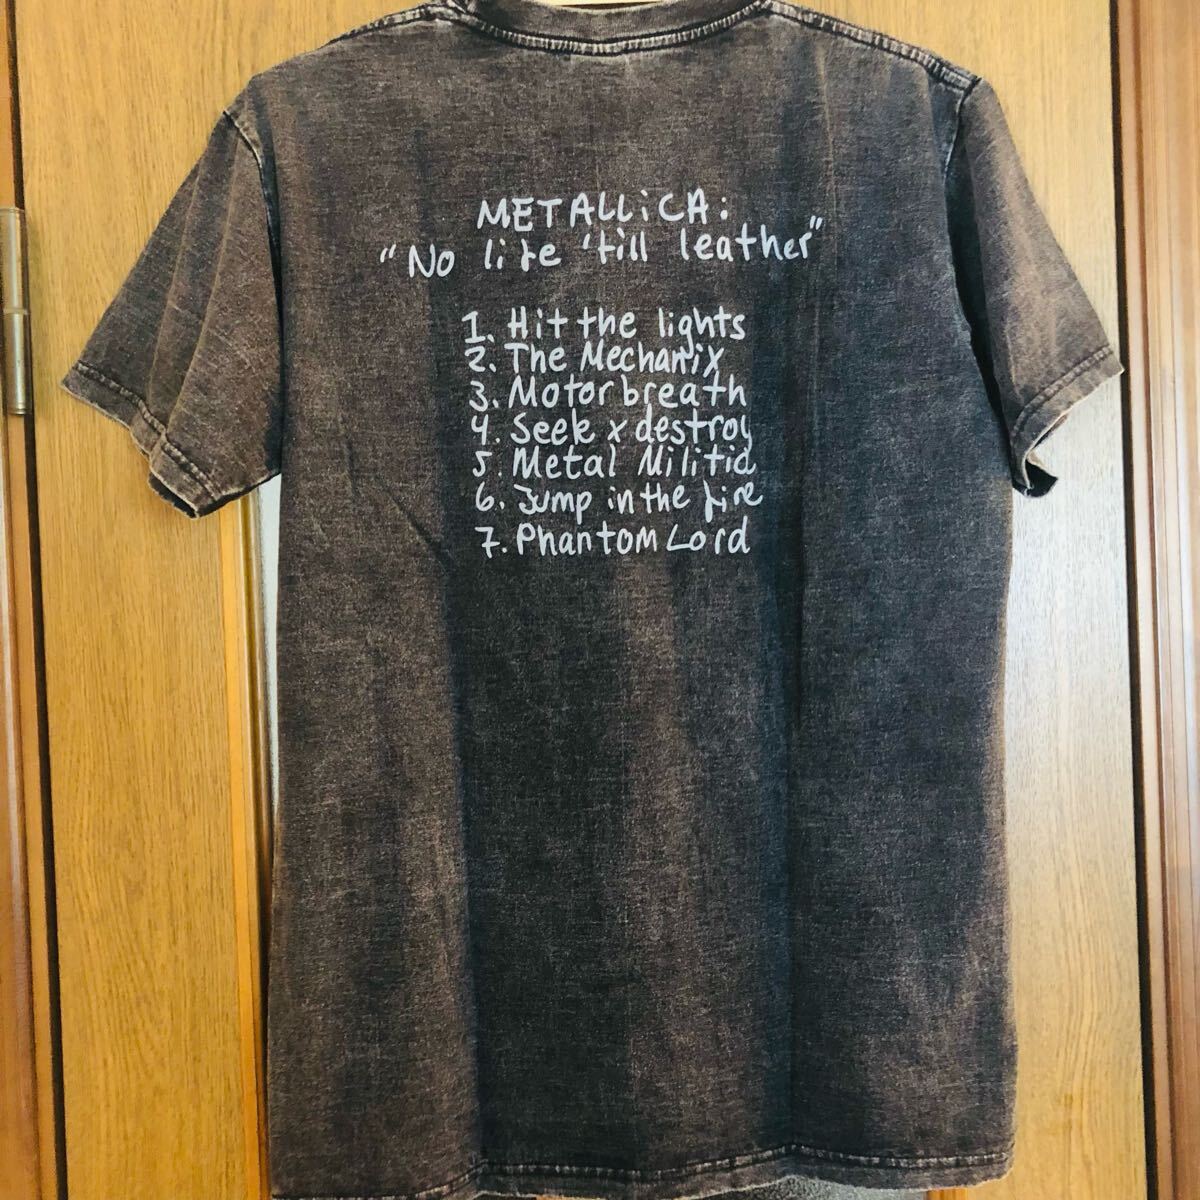 METALLiCA:
"No life 'till leather"
1. Hit the lights
2. The Mechanix
3. Motorbreath
4. Seek x destroy
5. Metal Militia
6. Jump in the fire
7. Phantom Lord